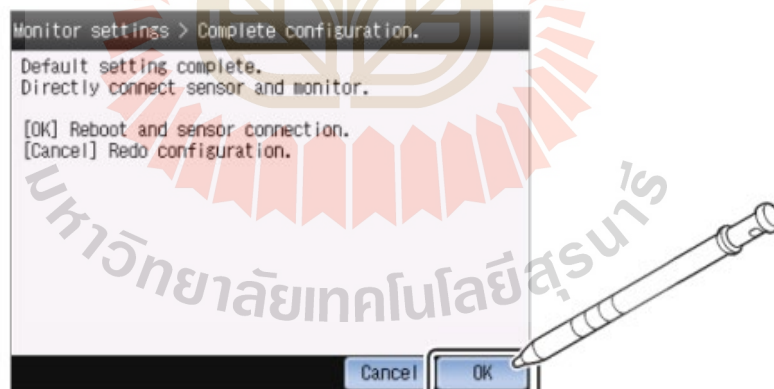 Monitor settings > Complete configuration.
Default setting complete.
Directly connect sensor and monitor.
[OK] Reboot and sensor connection.
[Cancel] Redo configuration.
มหาวิทยาลัยเทคโนโลยีสุรนารี
Cancel
OK